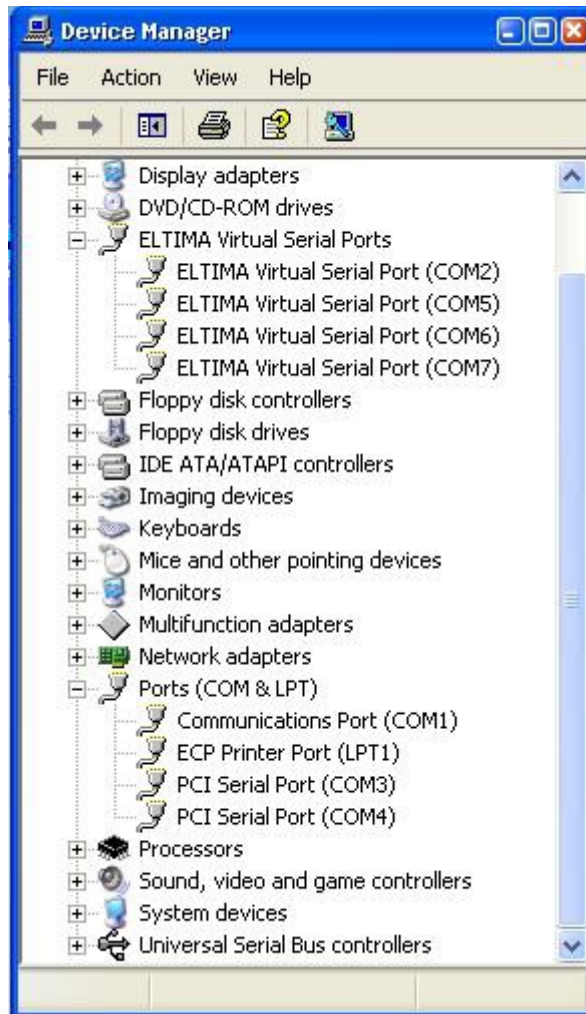 Device Manager
File Action View Help
Display adapters
DVD/CD-ROM drives
ELTIMA Virtual Serial Ports
ELTIMA Virtual Serial Port (COM2)
ELTIMA Virtual Serial Port (COM5)
ELTIMA Virtual Serial Port (COM6)
ELTIMA Virtual Serial Port (COM7)
Floppy disk controllers
Floppy disk drives
IDE ATA/ATAPI controllers
Imaging devices
Keyboards
Mice and other pointing devices
Monitors
Multifunction adapters
Network adapters
Ports (COM & LPT)
Communications Port (COM1)
ECP Printer Port (LPT1)
PCI Serial Port (COM3)
PCI Serial Port (COM4)
Processors
Sound, video and game controllers
System devices
Universal Serial Bus controllers